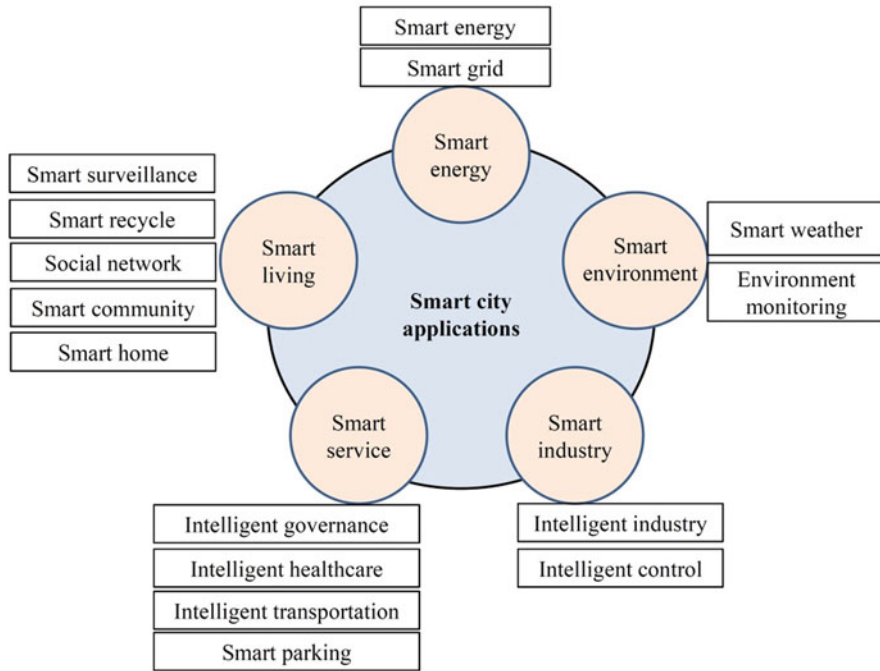 Smart energy
Smart grid
Smart
energy
Smart surveillance
Smart recycle
Social network
Smart community
Smart home
Smart
living
Smart
environment
Smart weather
Environment
monitoring
Smart city
applications
Smart
service
Smart
industry
Intelligent governance
Intelligent healthcare
Intelligent transportation
Smart parking
Intelligent industry
Intelligent control